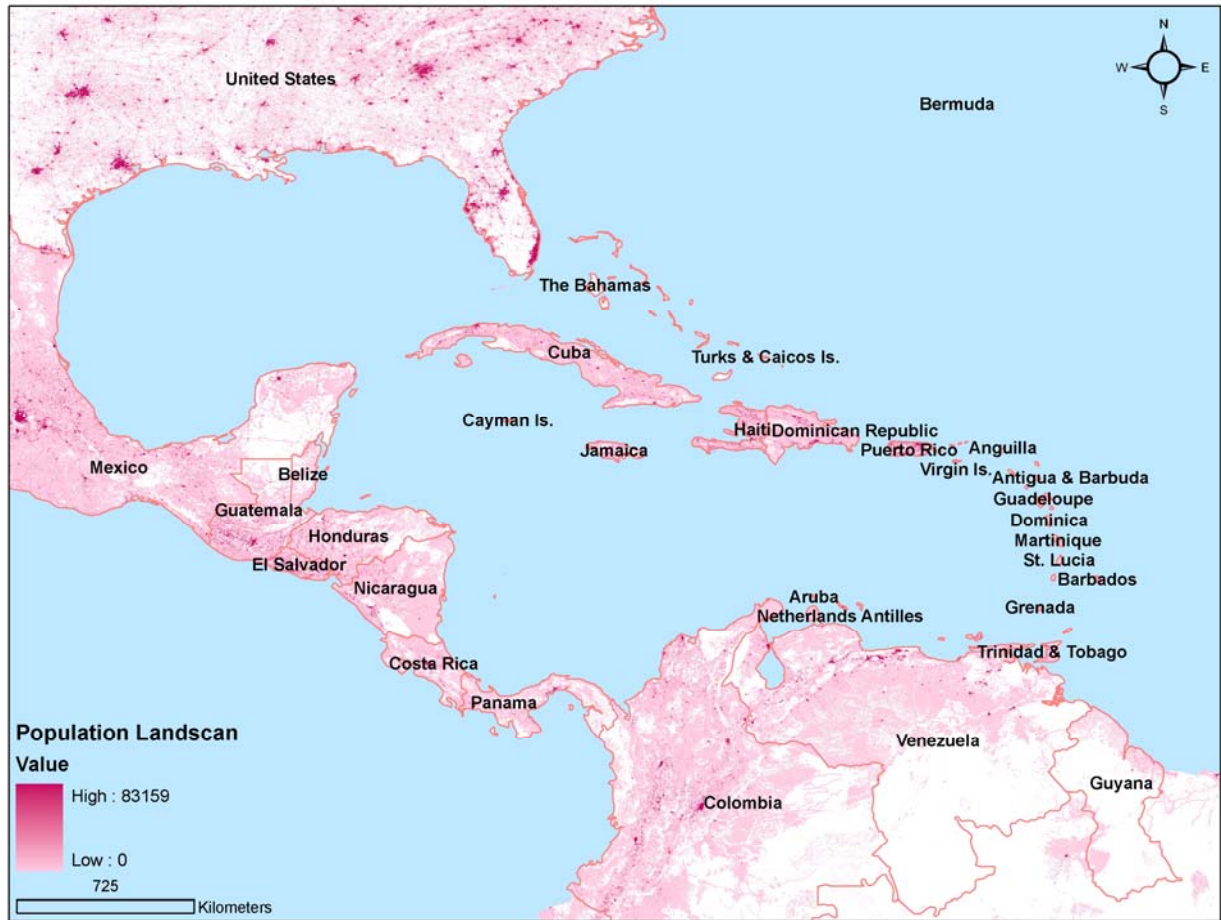 N
W E
S
United States
Bermuda
The Bahamas
Cuba
Turks & Caicos Is.
Cayman Is.
Haiti
Dominican Republic
Jamaica
Puerto Rico
Anguilla
Virgin Is.
Antigua & Barbuda
Mexico
Belize
Guadeloupe
Guatemala
Dominica
Honduras
Martinique
El Salvador
St. Lucia
Barbados
Nicaragua
Aruba
Grenada
Netherlands Antilles
Trinidad & Tobago
Costa Rica
Panama
Venezuela
Guyana
Colombia
Population Landscan
Value
High : 83159
Low : 0
725
Kilometers